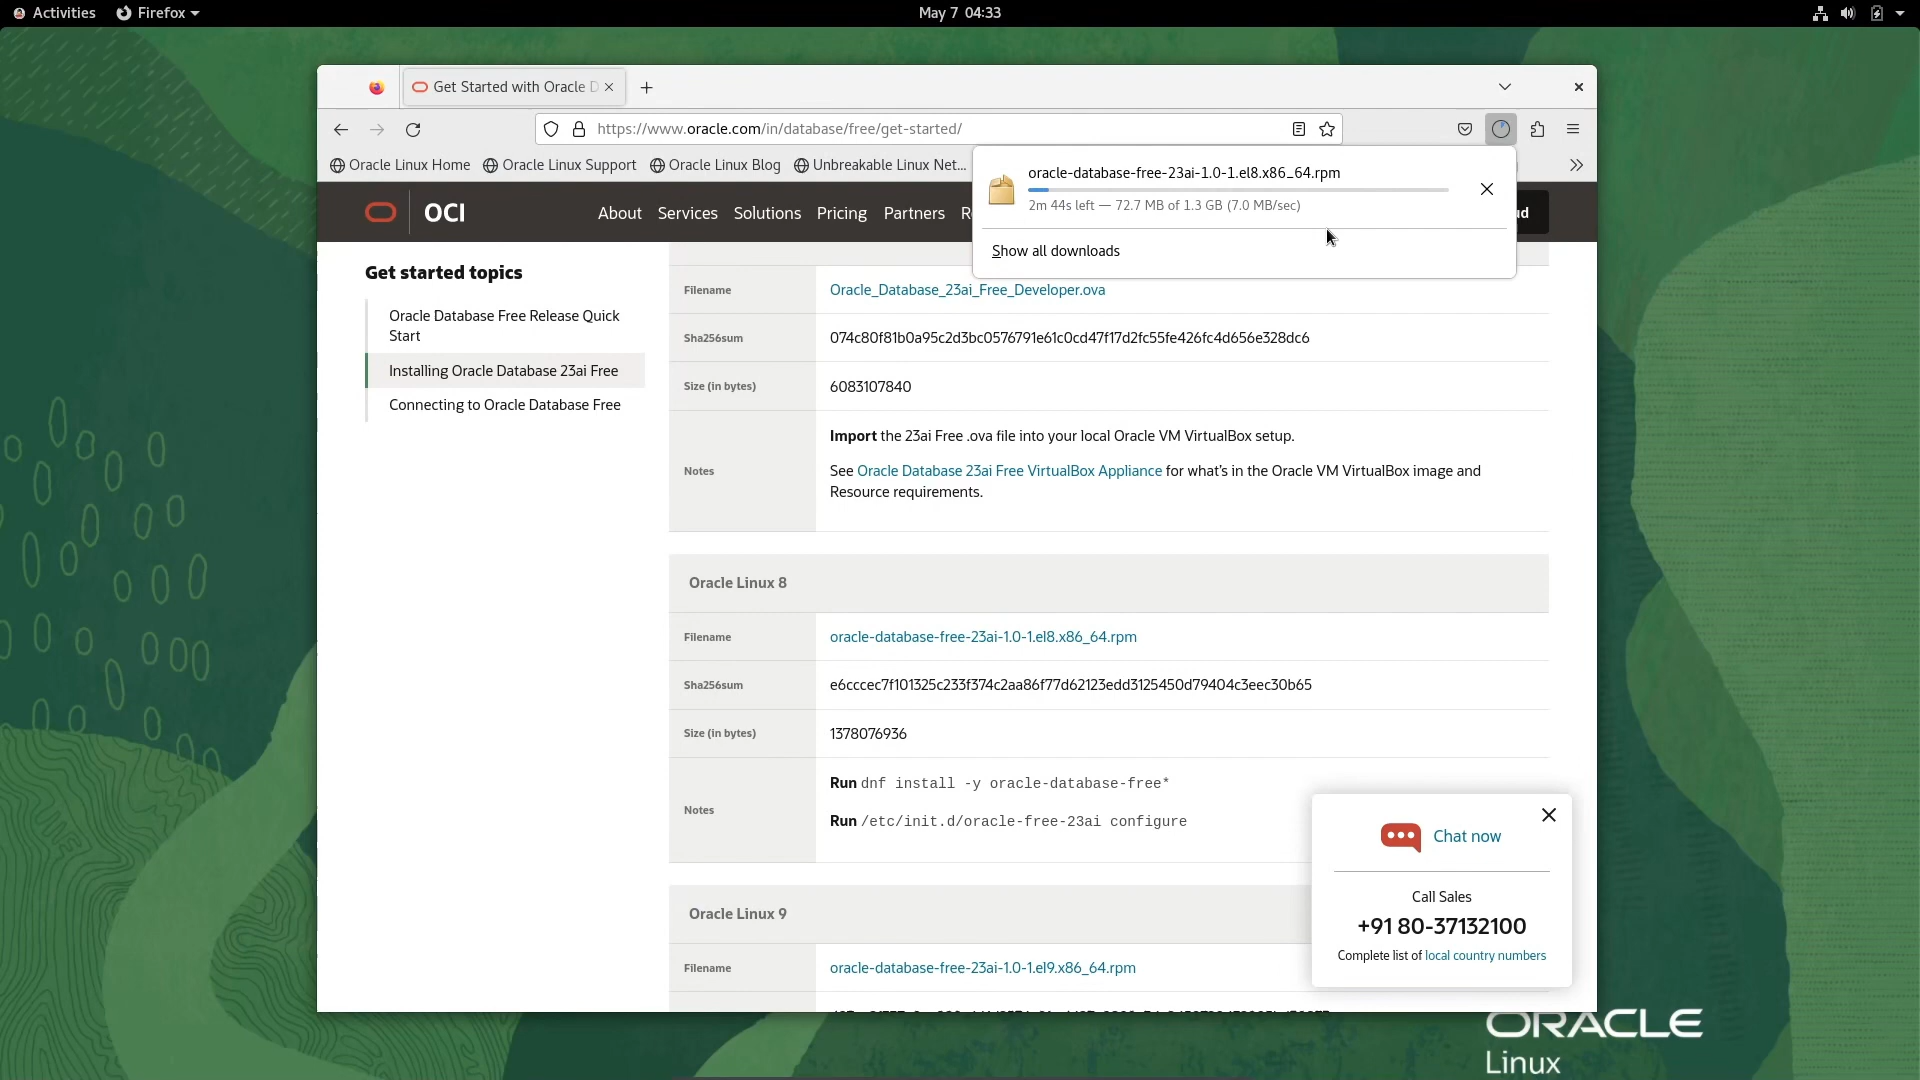 Activities
Firefox
May 7 04:33
Get Started with Oracle D
https://www.oracle.com/in/database/free/get-started/
Oracle Linux Home
Oracle Linux Support
Oracle Linux Blog
Unbreakable Linux Net...
oracle-database-free-23ai-1.0-1.el8.x86_64.rpm
2m 44s left — 72.7 MB of 1.3 GB (7.0 MB/sec)
Show all downloads
OCI
About
Services
Solutions
Pricing
Partners
Get started topics
Oracle Database Free Release Quick
Start
Installing Oracle Database 23ai Free
Connecting to Oracle Database Free
Filename
Oracle_Database_23ai_Free_Developer.ova
Sha256sum
074c80f81b0a95c2d3bc0576791e61c0cd47f17d2fc55fe426fc4d656e328dc6
Size (in bytes)
6083107840
Notes
Import the 23ai Free .ova file into your local Oracle VM VirtualBox setup.
See Oracle Database 23ai Free VirtualBox Appliance for what's in the Oracle VM VirtualBox image and
Resource requirements.
Oracle Linux 8
Filename
oracle-database-free-23ai-1.0-1.el8.x86_64.rpm
Sha256sum
e6cccec7f101325c233f374c2aa86f77d62123edd3125450d79404c3eec30b65
Size (in bytes)
1378076936
Notes
Run dnf install -y oracle-database-free*
Run /etc/init.d/oracle-free-23ai configure
Oracle Linux 9
Filename
oracle-database-free-23ai-1.0-1.el9.x86_64.rpm
Chat now
Call Sales
+91 80-37132100
Complete list of local country numbers
ORACLE
Linux